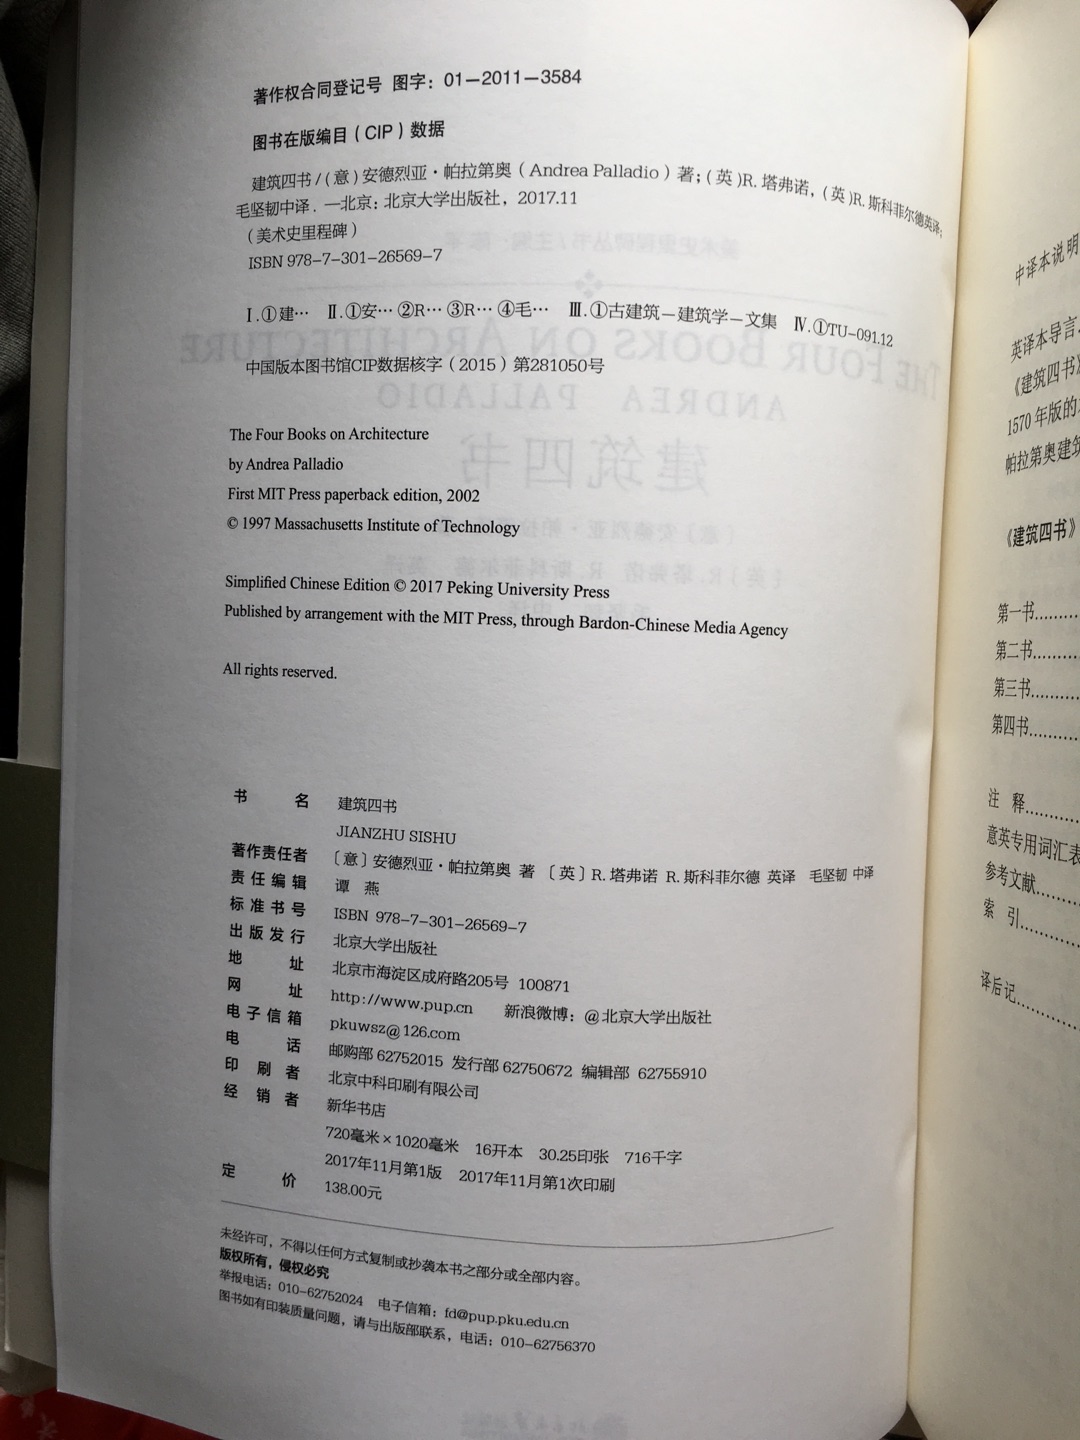 著作权合同登记号 图字：01－2011－3584
图书在版编目（CIP）数据
建筑四书 /（意）安德烈亚·帕拉第奥（Andrea Palladio）著；（英）R. 塔弗诺，（英）R. 斯科菲尔德英译；
毛坚韧中译. —北京：北京大学出版社，2017.11
（美术史里程碑）
ISBN 978-7-301-26569-7
Ⅰ.①建… Ⅱ.①安… ②R… ③R… ④毛… Ⅲ.①古建筑－建筑学－文集 Ⅳ.①TU-091.12
中国版本图书馆CIP数据核字（2015）第281050号
The Four Books on Architecture
by Andrea Palladio
First MIT Press paperback edition, 2002
© 1997 Massachusetts Institute of Technology
Simplified Chinese Edition © 2017 Peking University Press
Published by arrangement with the MIT Press, through Bardon-Chinese Media Agency
All rights reserved.
书名 建筑四书
JIANZHU SISHU
著作责任者 〔意〕安德烈亚·帕拉第奥 著 〔英〕R. 塔弗诺 R. 斯科菲尔德 英译 毛坚韧 中译
责任编辑 谭 燕
标准书号 ISBN 978-7-301-26569-7
出版发行 北京大学出版社
地址 北京市海淀区成府路205号 100871
网址 http://www.pup.cn 新浪微博：@北京大学出版社
电子信箱 pkuwsz@126.com
电话 邮购部 62752015 发行部 62750672 编辑部 62755910
印刷者 北京中科印刷有限公司
经销者 新华书店
720毫米×1020毫米 16开本 30.25印张 716千字
2017年11月第1版 2017年11月第1次印刷
定价 138.00元
未经许可，不得以任何方式复制或抄袭本书之部分或全部内容。
版权所有，侵权必究
举报电话：010-62752024 电子信箱：fd@pup.pku.edu.cn
图书如有印装质量问题，请与出版部联系，电话：010-62756370
中译本说明
英译本导言
《建筑四书》
1570年版的
帕拉第奥建筑
《建筑四书》
第一书
第二书
第三书
第四书
注 释
意英专用词汇表
参考文献
索 引
译后记